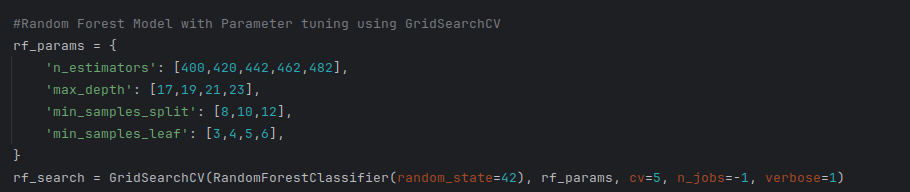 #Random Forest Model with Parameter tuning using GridSearchCV
rf_params = {
    'n_estimators': [400,420,442,462,482],
    'max_depth': [17,19,21,23],
    'min_samples_split': [8,10,12],
    'min_samples_leaf': [3,4,5,6],
}
rf_search = GridSearchCV(RandomForestClassifier(random_state=42), rf_params, cv=5, n_jobs=-1, verbose=1)